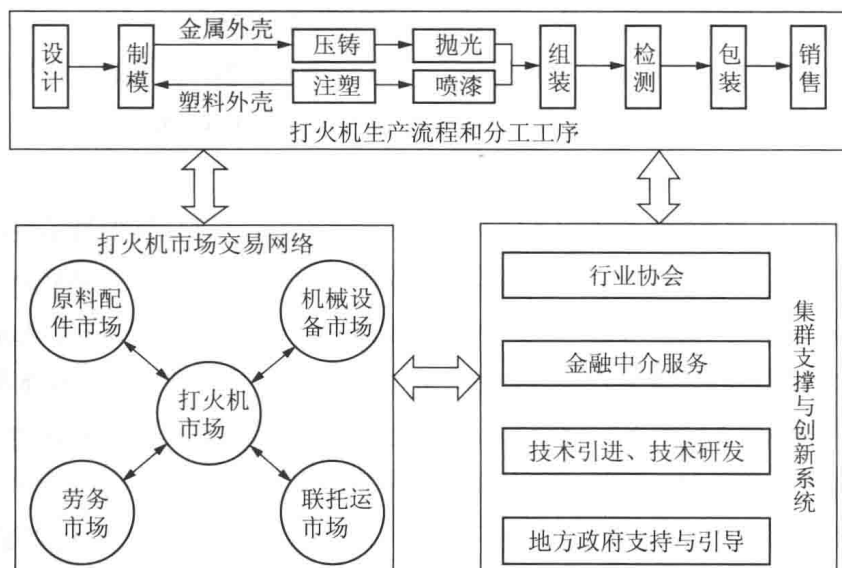 设计
制模
金属外壳
塑料外壳
压铸
抛光
注塑
喷漆
组装
检测
包装
销售
打火机生产流程和分工工序
打火机市场交易网络
原料配
件市场
机械设
备市场
打火机
市场
劳务
市场
联托运
市场
行业协会
金融中介服务
技术引进、技术研发
地方政府支持与引导
集群支撑与创新系统